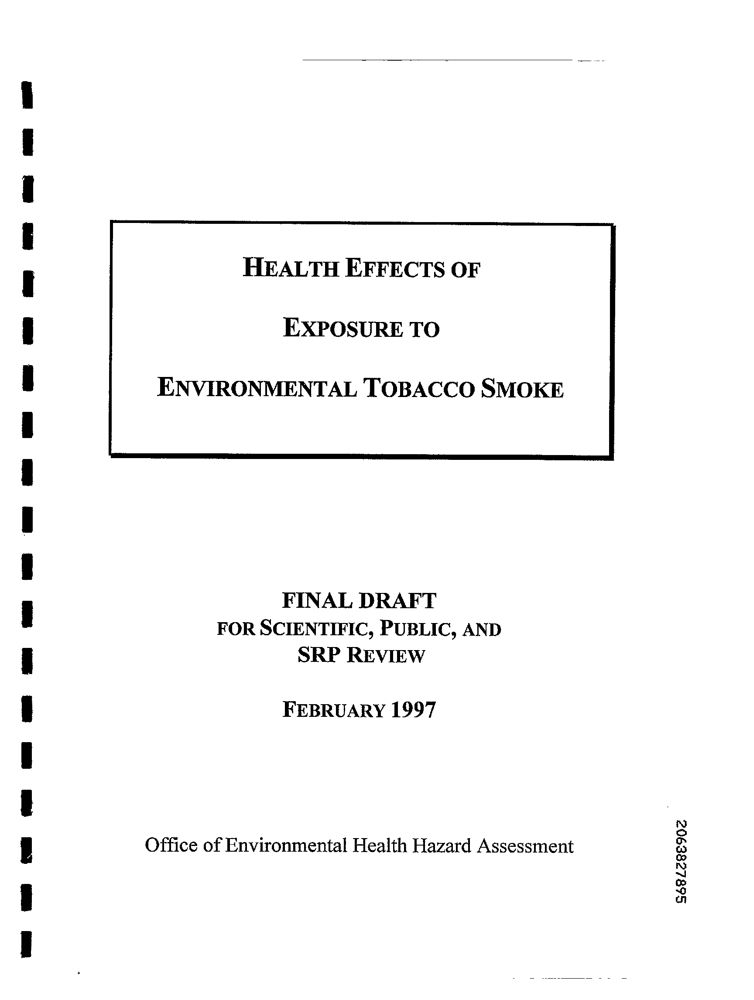 HEALTH EFFECTS OF
EXPOSURE TO
ENVIRONMENTAL TOBACCO SMOKE
FINAL DRAFT
FOR SCIENTIFIC, PUBLIC, AND
SRP REVIEW
FEBRUARY 1997
Office of Environmental Health Hazard Assessment
2063827895